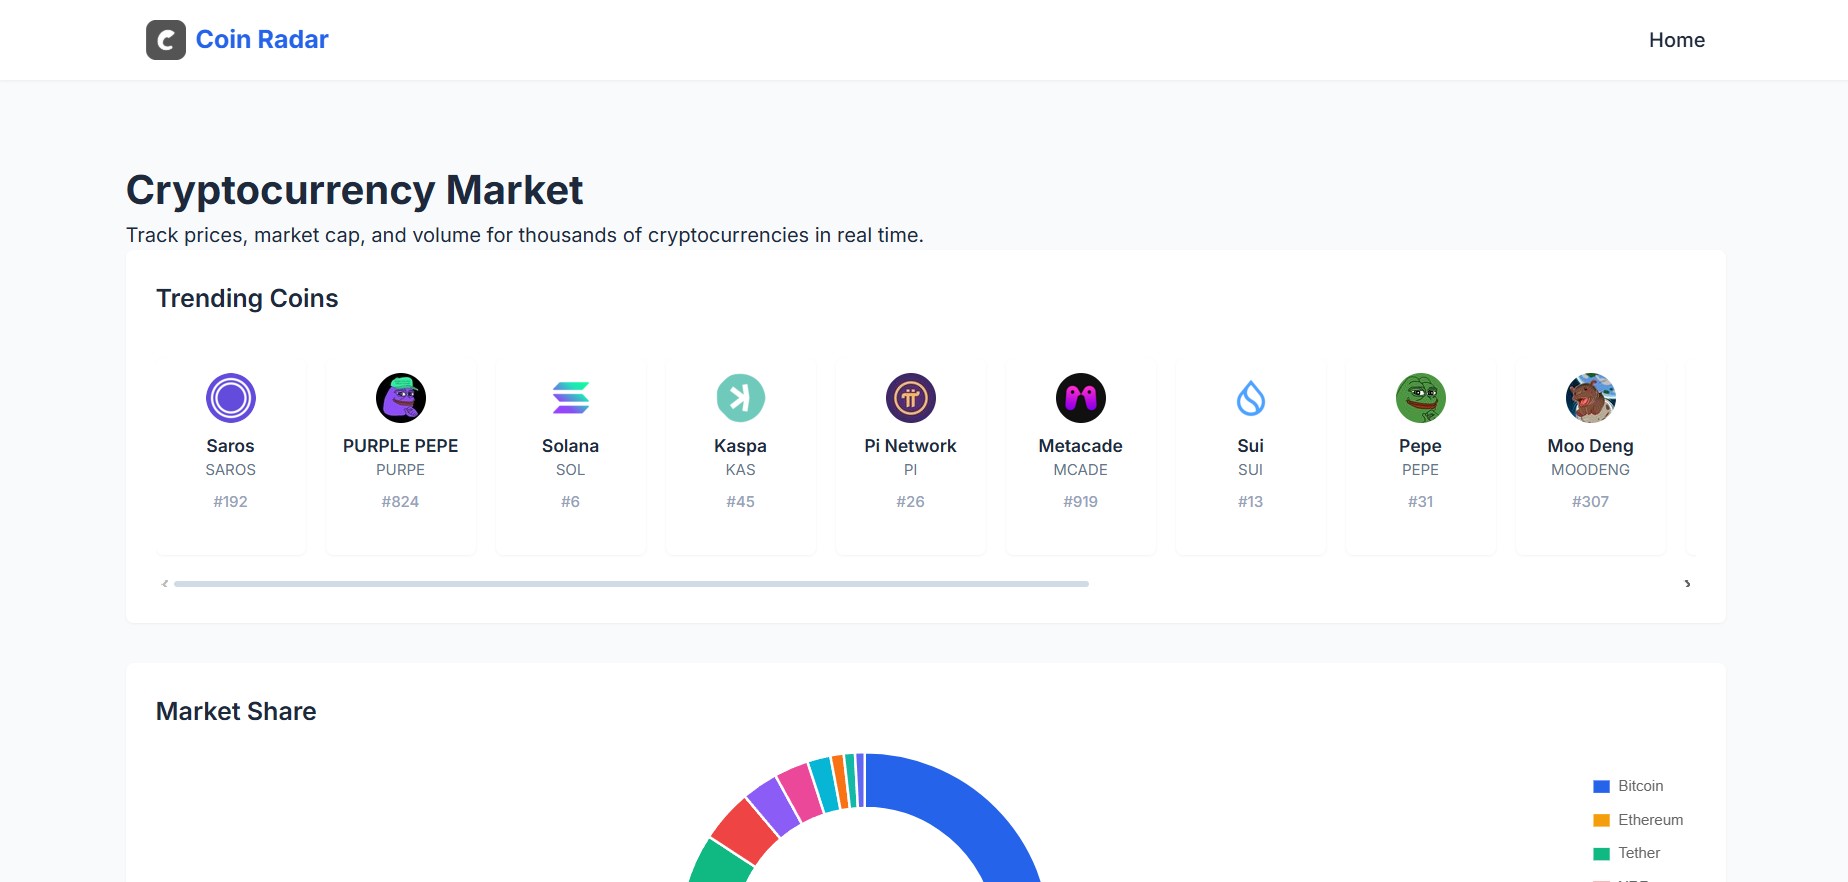 Coin Radar
Home
Cryptocurrency Market
Track prices, market cap, and volume for thousands of cryptocurrencies in real time.
Trending Coins
Saros
SAROS
#192
PURPLE PEPE
PURPE
#824
Solana
SOL
#6
Kaspa
KAS
#45
Pi Network
PI
#26
Metacade
MCADE
#919
Sui
SUI
#13
Pepe
PEPE
#31
Moo Deng
MOODENG
#307
Market Share
Bitcoin
Ethereum
Tether